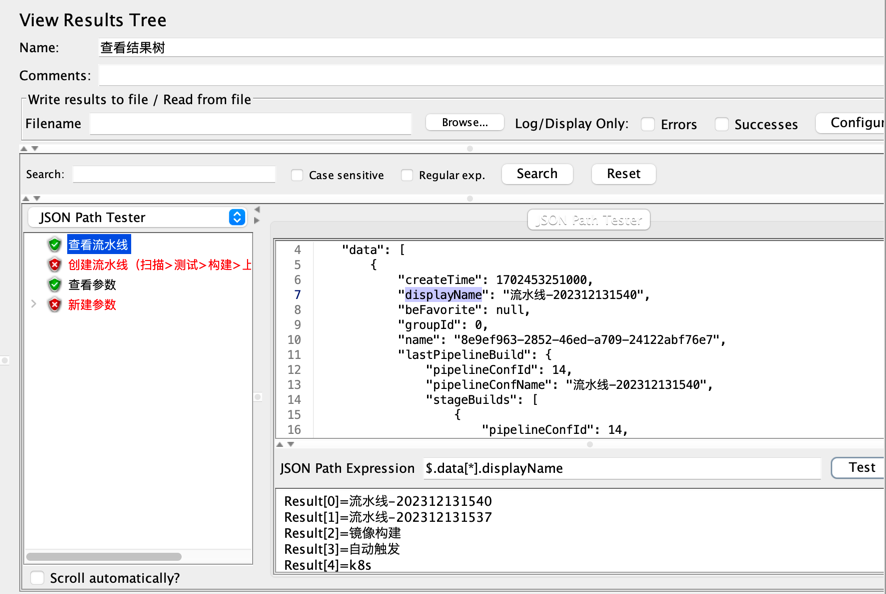 View Results Tree
Name: 查看结果树
Comments:
Write results to file / Read from file
Filename Browse... Log/Display Only: Errors Successes Configur
Search: Case sensitive Regular exp. Search Reset
JSON Path Tester
查看流水线
创建流水线（扫描>测试>构建>上
查看参数
新建参数
Scroll automatically?
JSON Path Tester
4 "data": [
5 {
6 "createTime": 1702453251000,
7 "displayName": "流水线-202312131540",
8 "beFavorite": null,
9 "groupId": 0,
10 "name": "8e9ef963-2852-46ed-a709-24122abf76e7",
11 "lastPipelineBuild": {
12 "pipelineConfId": 14,
13 "pipelineConfName": "流水线-202312131540",
14 "stageBuilds": [
15 {
16 "pipelineConfId": 14,
JSON Path Expression $.data[*].displayName Test
Result[0]=流水线-202312131540
Result[1]=流水线-202312131537
Result[2]=镜像构建
Result[3]=自动触发
Result[4]=k8s